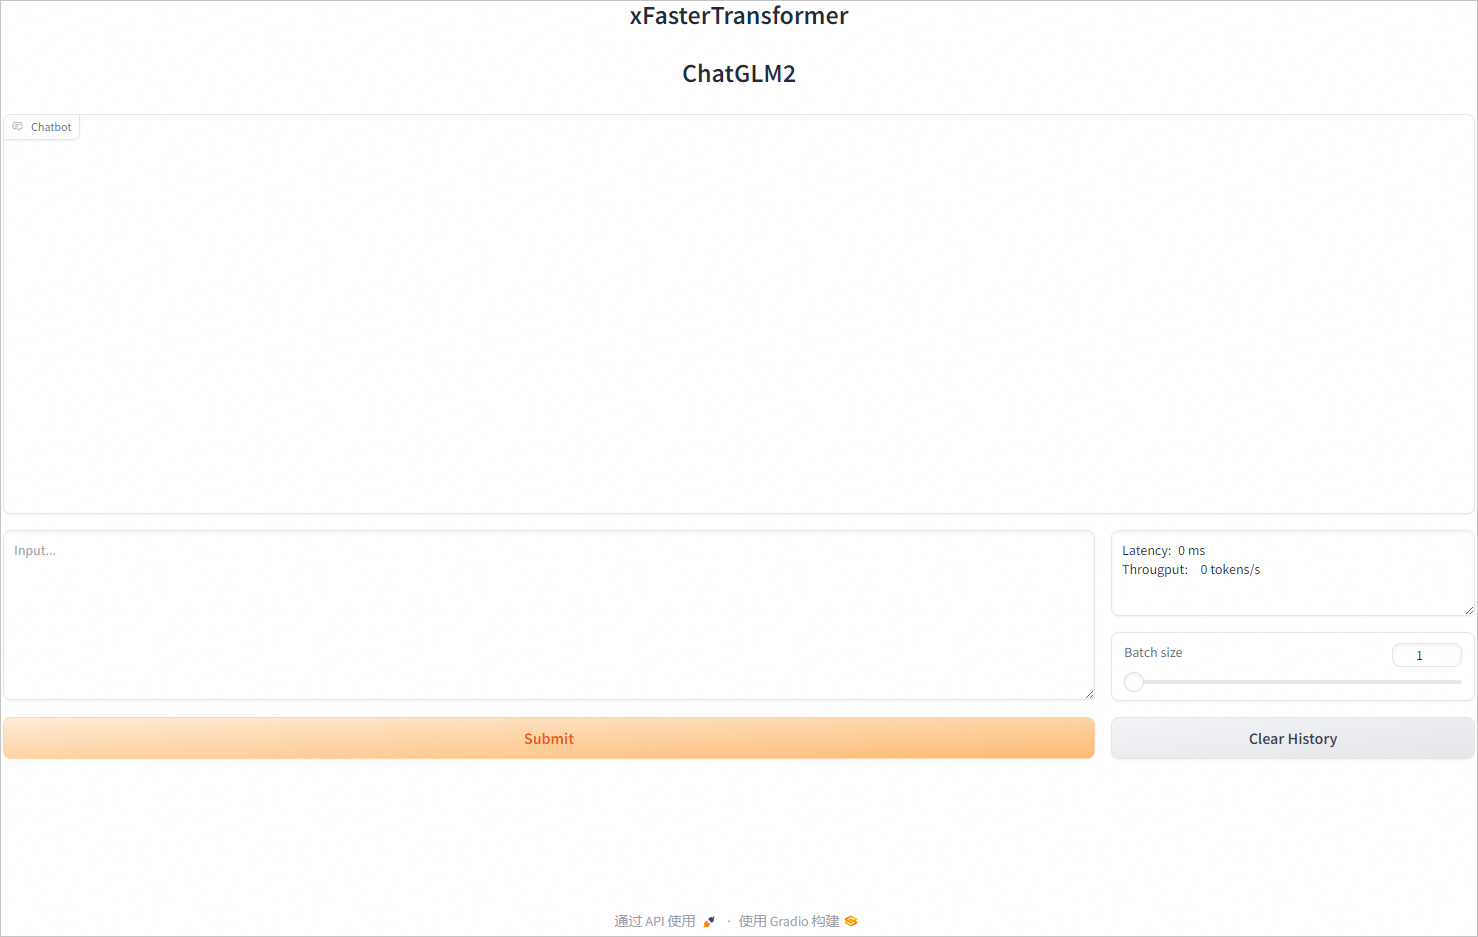 xFasterTransformer
ChatGLM2
Chatbot
Input...
Latency: 0 ms
Througput: 0 tokens/s
Batch size
1
Submit
Clear History
通过 API 使用 · 使用 Gradio 构建